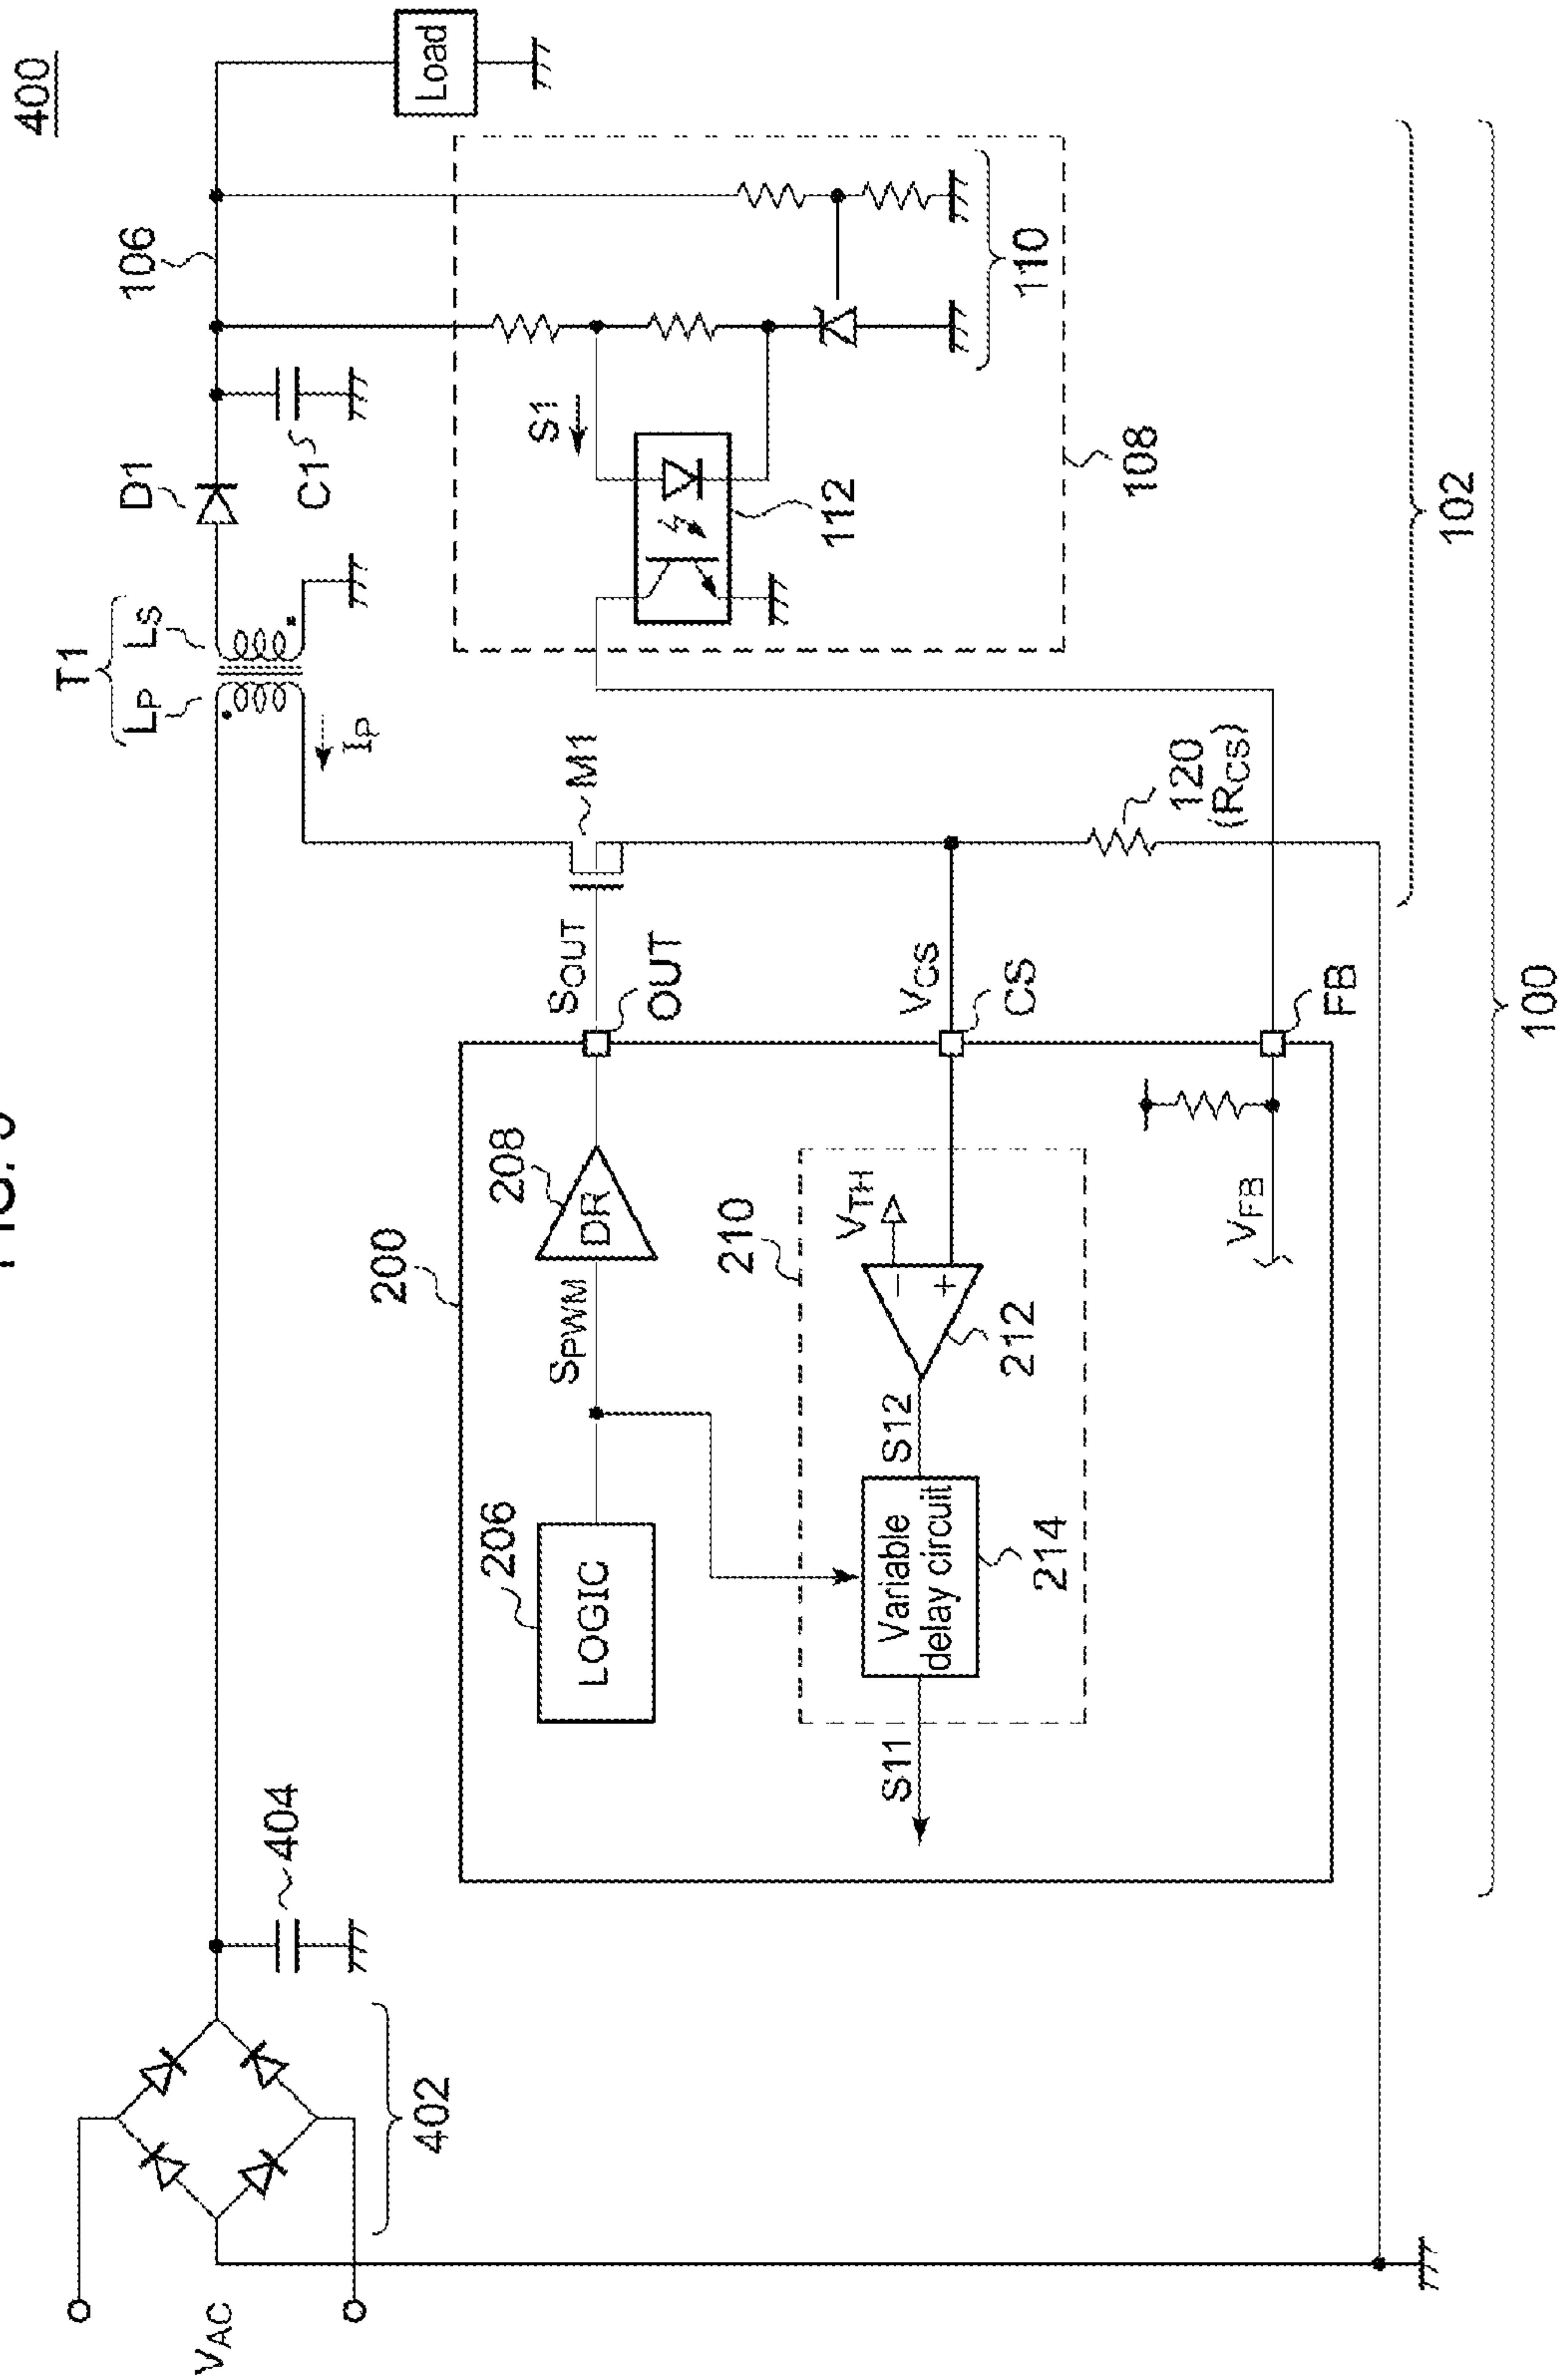 400
T1
LP
LS
D1
106
C1
IP
Load
VAC
402
404
S1
112
110
108
M1
200
206
LOGIC
SPWM
208
DR
SOUT
OUT
210
VTH
VCS
CS
120
(RCS)
S11
Variable
delay circuit
214
S12
212
-
+
VFB
FB
102
100